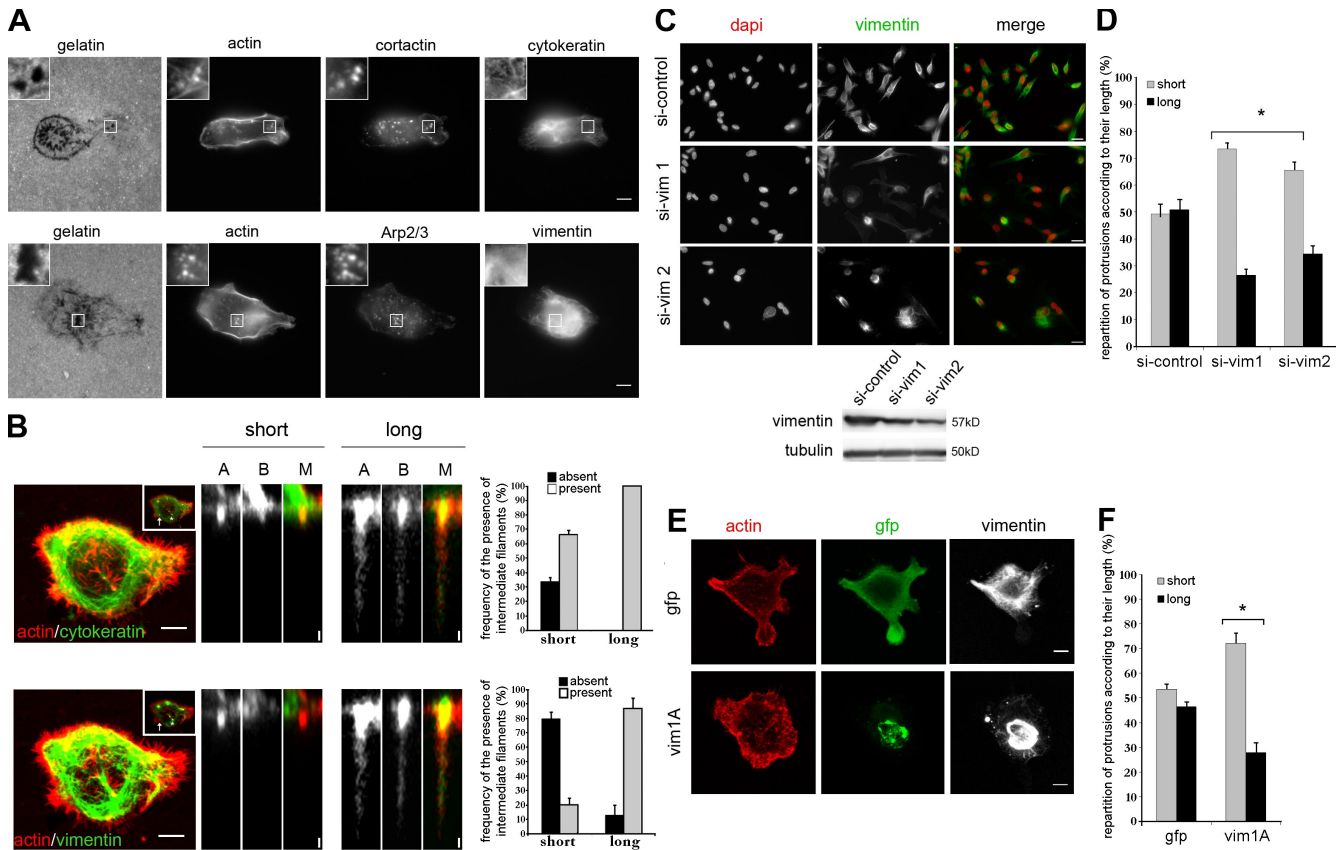 A
gelatin
actin
cortactin
cytokeratin
gelatin
actin
Arp2/3
vimentin
B
short
long
A
B
M
A
B
M
actin/cytokeratin
frequency of the presence of
intermediate filaments (%)
absent
present
100
90
80
70
60
50
40
30
20
10
0
short
long
actin/vimentin
frequency of the presence of
intermediate filaments (%)
absent
present
100
90
80
70
60
50
40
30
20
10
0
short
long
C
dapi
vimentin
merge
si-control
si-vim 1
si-vim 2
si-control
si-vim1
si-vim2
vimentin
57kD
tubulin
50kD
D
repartition of protrusions according to their length (%)
short
long
100
90
80
70
60
50
40
30
20
10
0
*
si-control
si-vim1
si-vim2
E
actin
gfp
vimentin
gfp
vim1A
F
repartition of protrusions according to their length (%)
short
long
100
90
80
70
60
50
40
30
20
10
0
*
gfp
vim1A